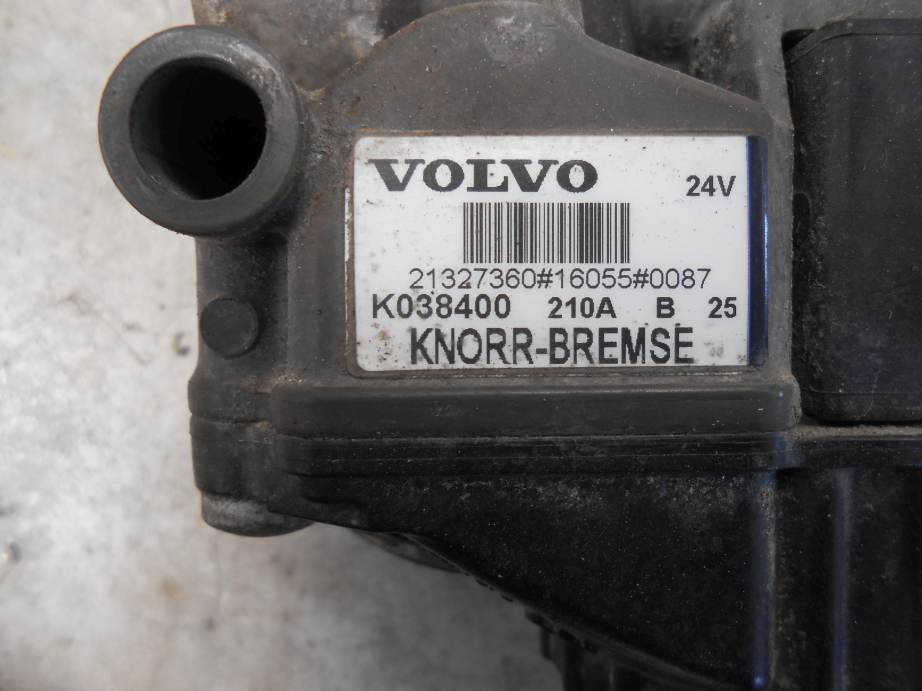 VOLVO 24V
21327360#16055#0087
K038400 210A B 25
KNORR-BREMSE